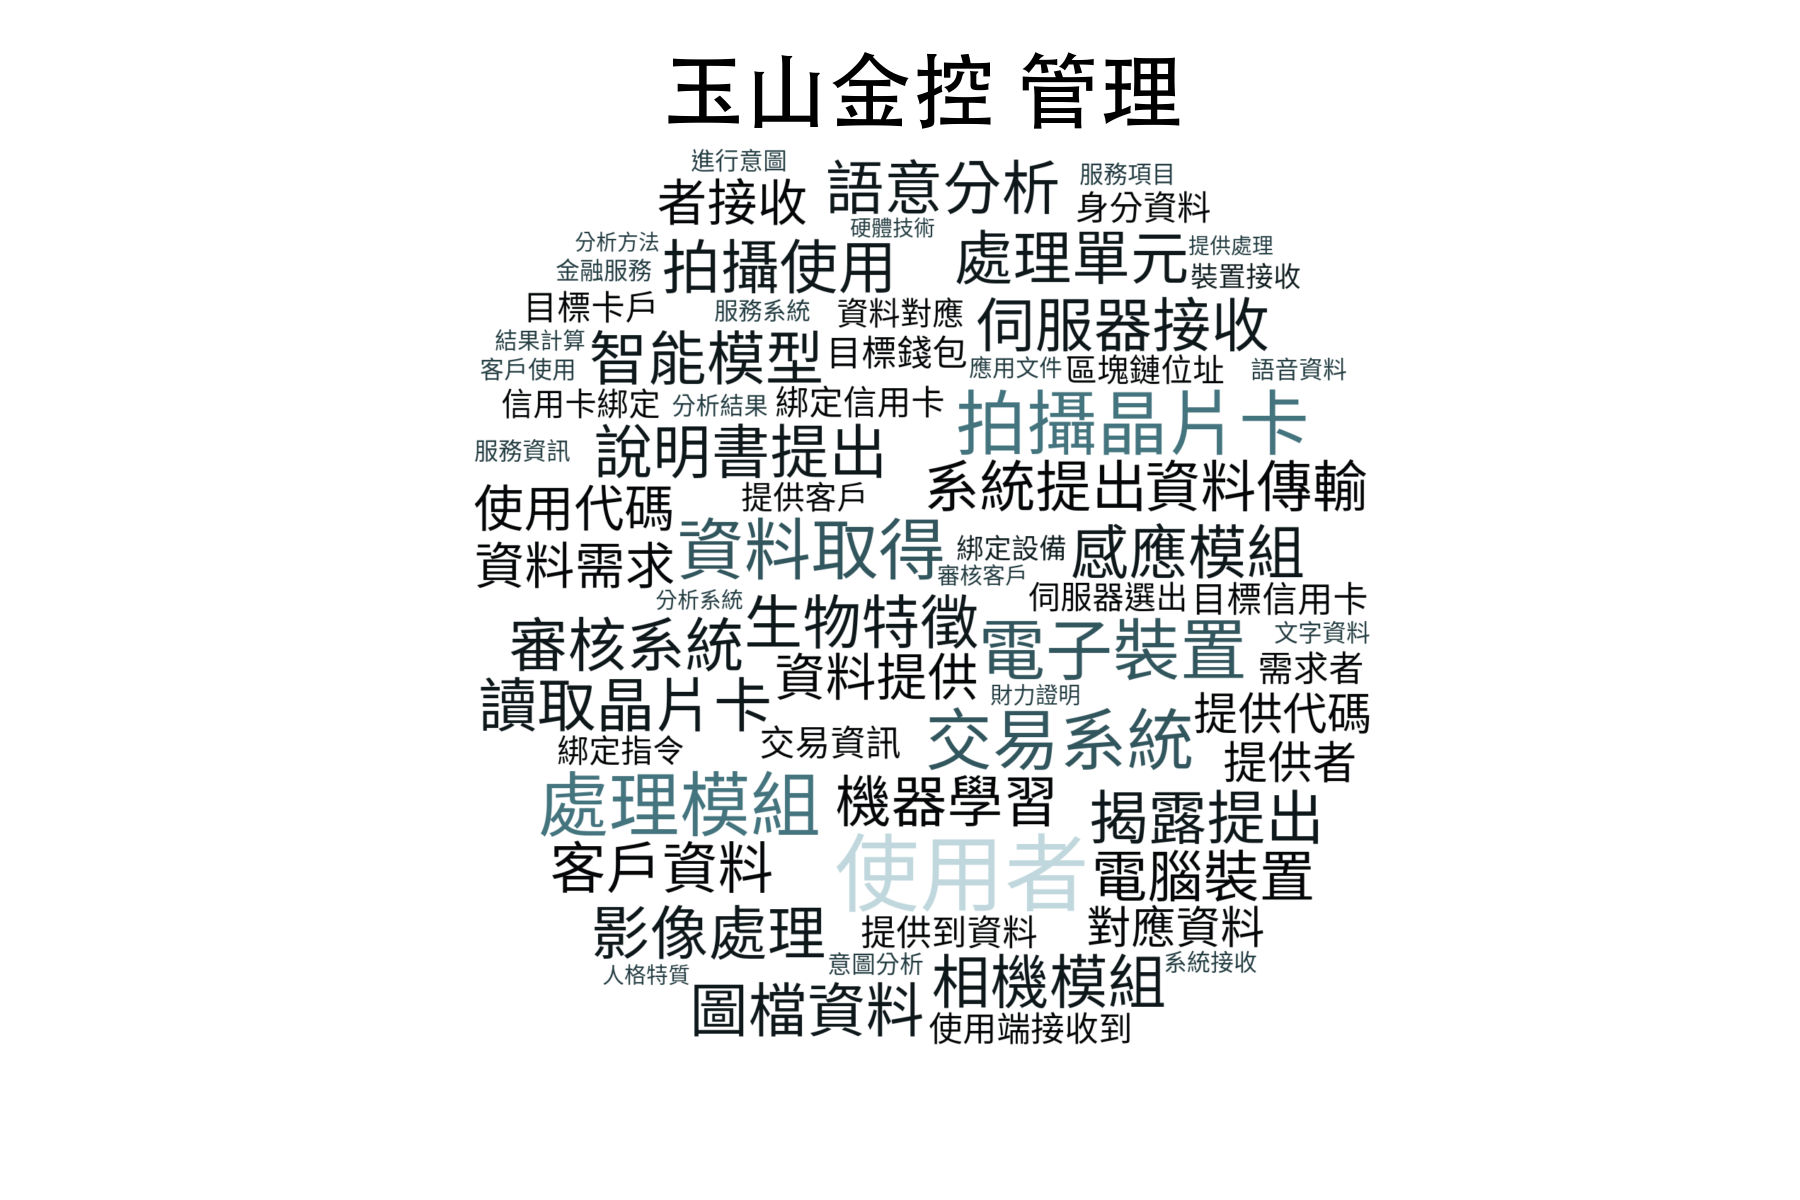 玉山金控 管理
進行意圖
語意分析
服務項目
者接收
身分資料
硬體技術
分析方法
拍攝使用
處理單元
提供處理
金融服務
裝置接收
目標卡戶
服務系統
資料對應
伺服器接收
結果計算
智能模型
目標錢包
客戶使用
應用文件
區塊鏈位址
語音資料
信用卡綁定
分析結果
綁定信用卡
拍攝晶片卡
服務資訊
說明書提出
系統提出資料傳輸
使用代碼
提供客戶
資料需求
資料取得
綁定設備
感應模組
審核客戶
分析系統
生物特徵
伺服器選出
目標信用卡
審核系統
電子裝置
文字資料
資料提供
需求者
讀取晶片卡
財力證明
提供代碼
綁定指令
交易資訊
交易系統
提供者
處理模組
機器學習
揭露提出
客戶資料
使用者
電腦裝置
影像處理
提供到資料
對應資料
人格特質
意圖分析
相機模組
系統接收
圖檔資料
使用端接收到